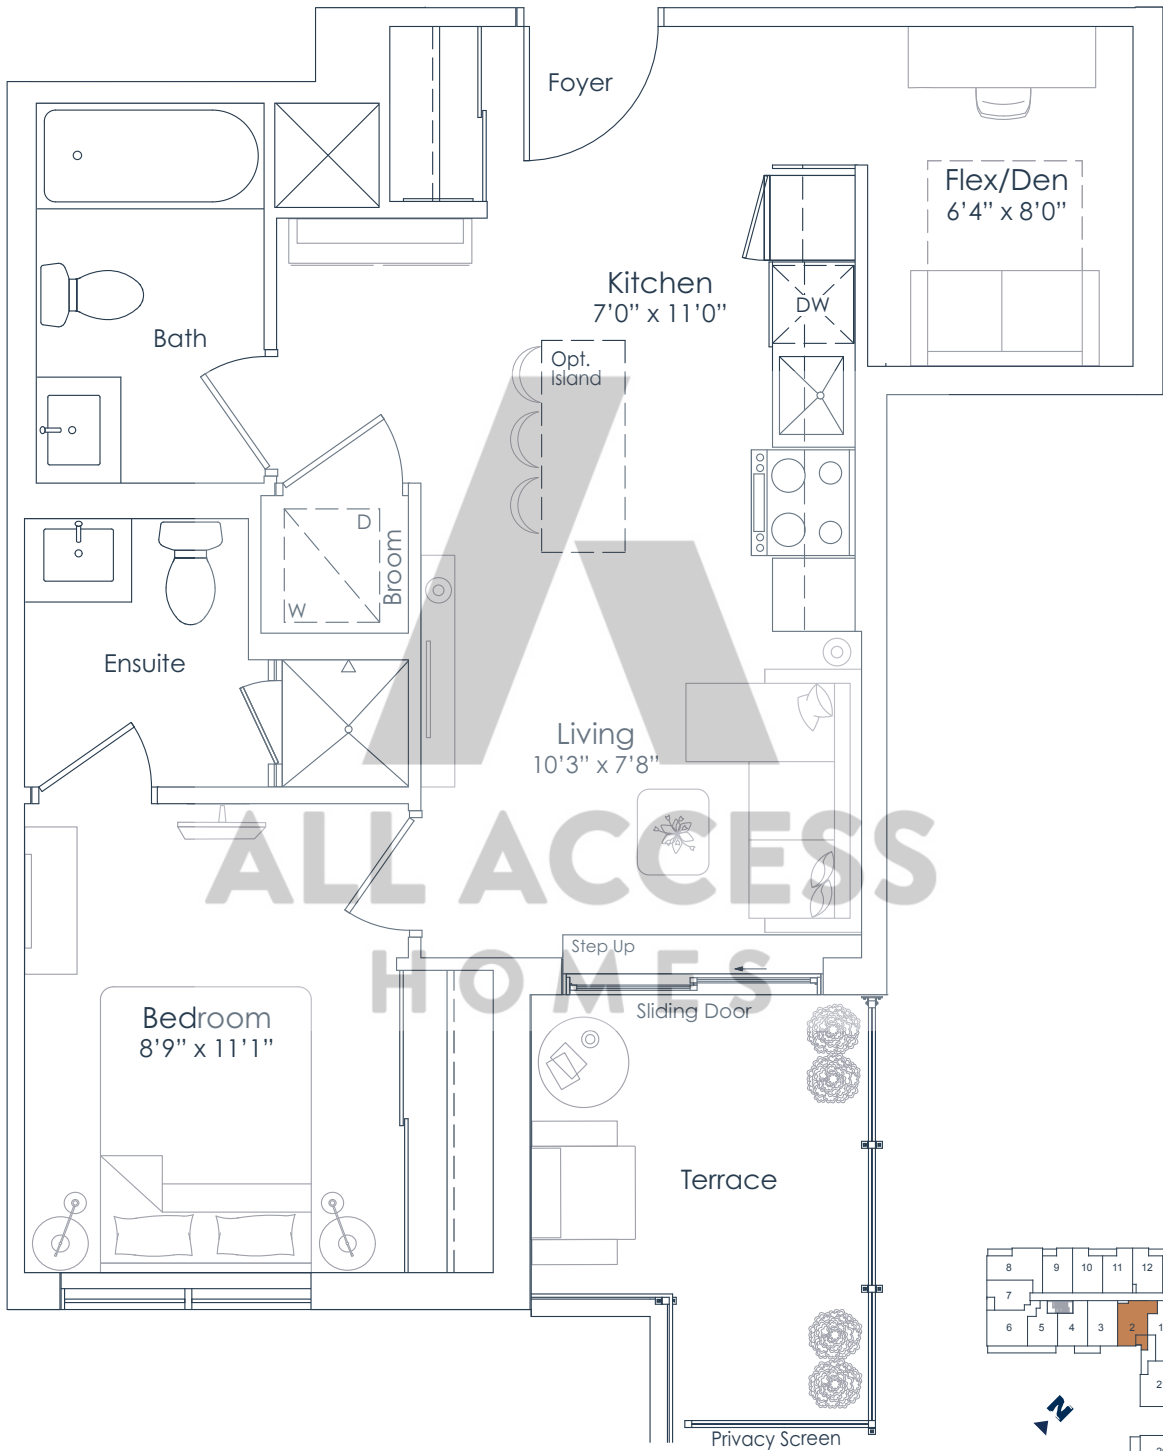 Foyer
Flex/Den
6'4" x 8'0"
Kitchen
7'0" x 11'0"
DW
Bath
Opt.
Island
D
Broom
W
Ensuite
Living
10'3" x 7'8"
ALL ACCESS
HOMES
Step Up
Sliding Door
Bedroom
8'9" x 11'1"
Terrace
Privacy Screen
8 9 10 11 12
7
6 5 4 3 2 1
2
N